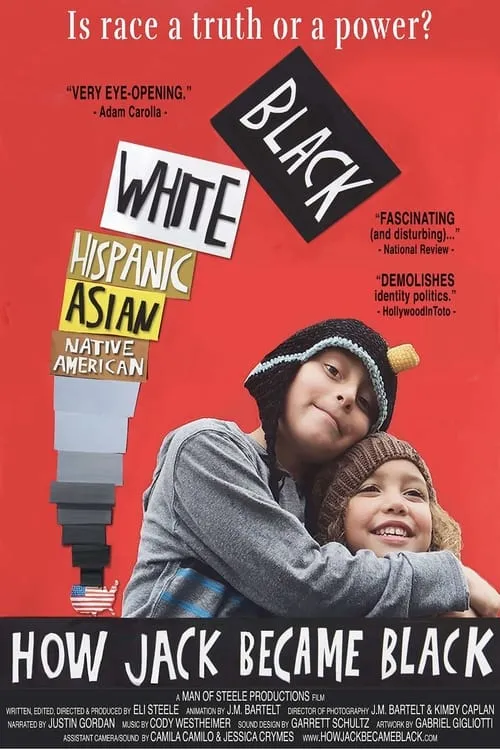 Is race a truth or a power?
"VERY EYE-OPENING."
- Adam Carolla -
BLACK
WHITE
HISPANIC
ASIAN
NATIVE
AMERICAN
"FASCINATING
(and disturbing)..."
- National Review -
"DEMOLISHES
identity politics."
- HollywoodInToto -
HOW JACK BECAME BLACK
A MAN OF STEELE PRODUCTIONS FILM
WRITTEN, EDITED, DIRECTED & PRODUCED BY ELI STEELE ANIMATION BY J.M. BARTELT DIRECTOR OF PHOTOGRAPHY J.M. BARTELT & KIMBY CAPLAN
NARRATED BY JUSTIN GORDAN MUSIC BY CODY WESTHEIMER SOUND DESIGN BY GARRETT SCHULTZ ARTWORK BY GABRIEL GIGLIOTTI
ASSISTANT CAMERA/SOUND BY CAMILA CAMILO & JESSICA CRYMES WWW.HOWJACKBECAMEBLACK.COM